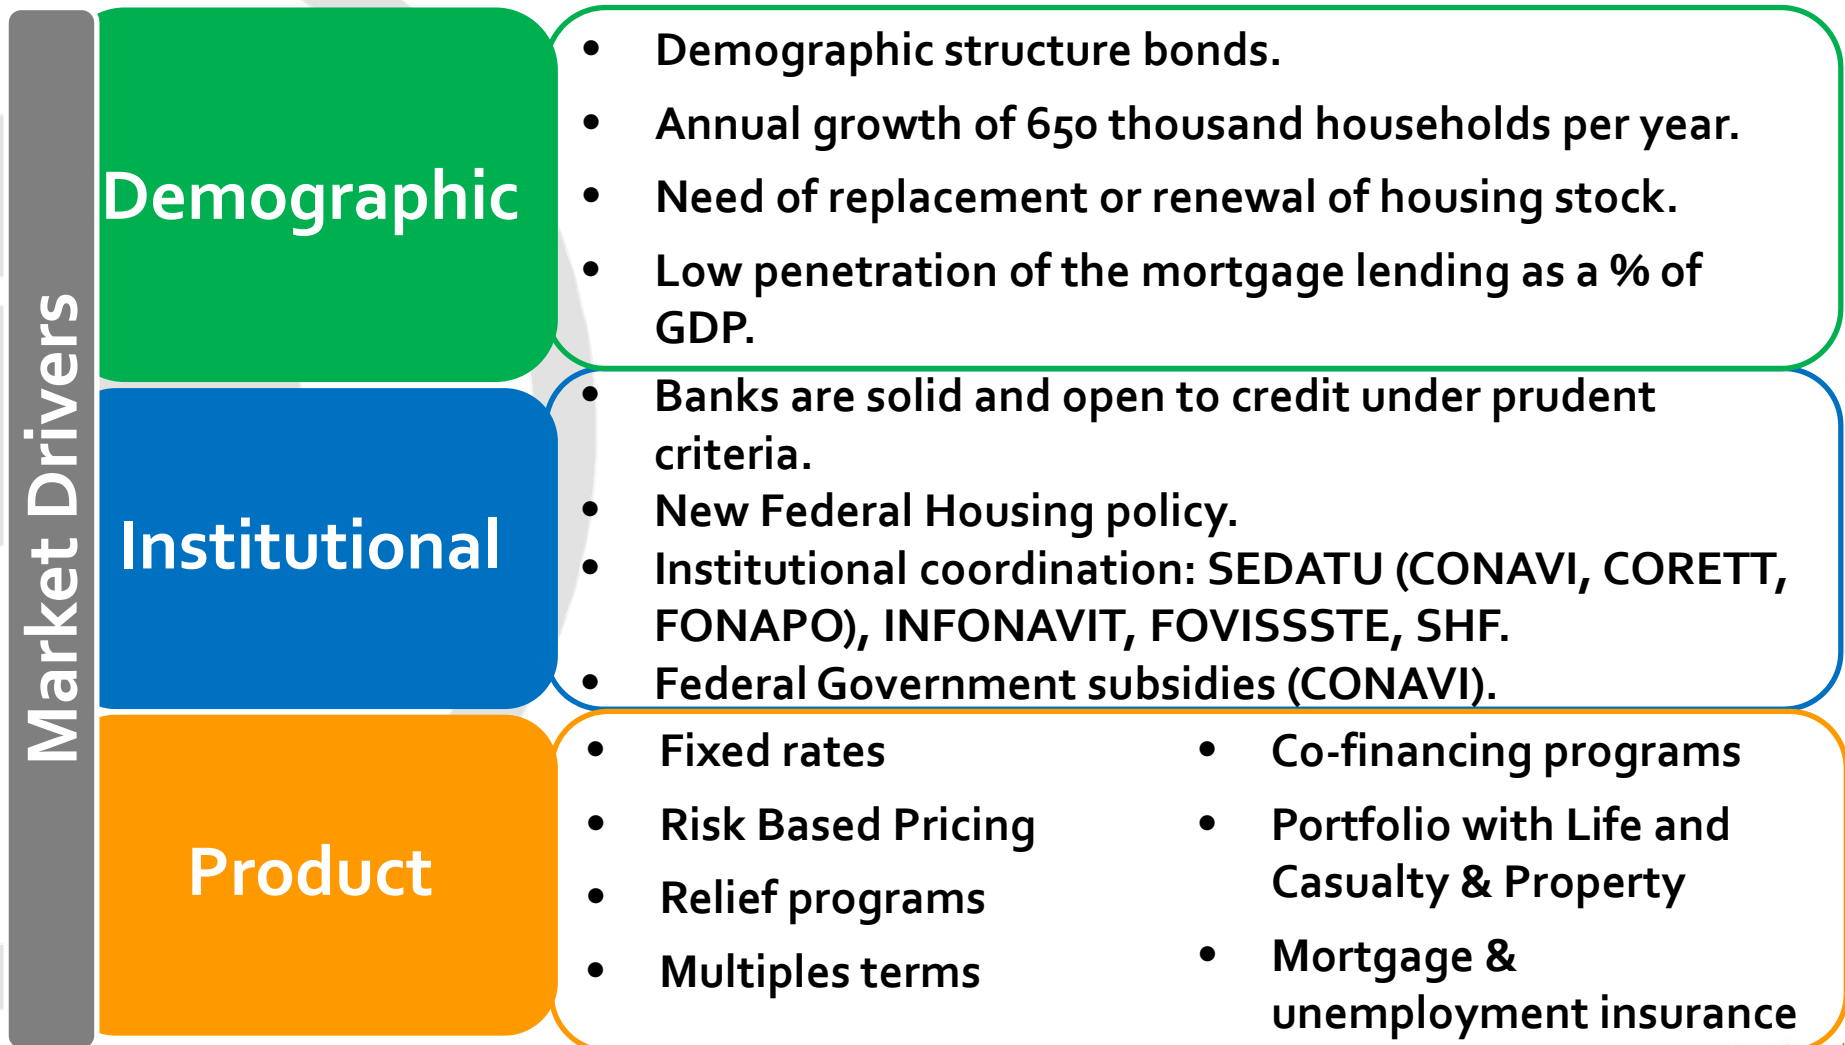 Market Drivers
Demographic
• Demographic structure bonds.
• Annual growth of 650 thousand households per year.
• Need of replacement or renewal of housing stock.
• Low penetration of the mortgage lending as a % of
GDP.
Institutional
• Banks are solid and open to credit under prudent
criteria.
• New Federal Housing policy.
• Institutional coordination: SEDATU (CONAVI, CORETT,
FONAPO), INFONAVIT, FOVISSSTE, SHF.
• Federal Government subsidies (CONAVI).
Product
• Fixed rates
• Risk Based Pricing
• Relief programs
• Multiples terms
• Co-financing programs
• Portfolio with Life and
Casualty & Property
• Mortgage &
unemployment insurance